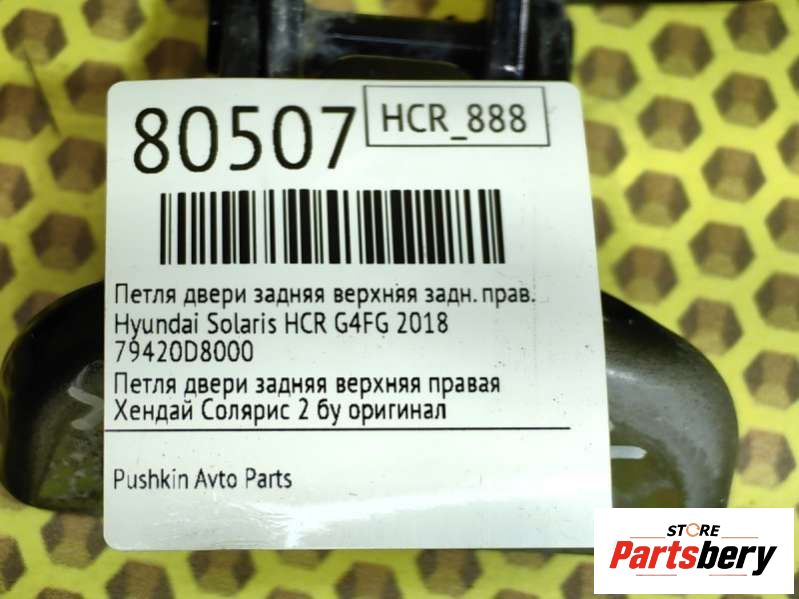 80507
HCR_888
Петля двери задняя верхняя задн. прав.
Hyundai Solaris HCR G4FG 2018
79420D8000
Петля двери задняя верхняя правая
Хендай Солярис 2 бу оригинал
Pushkin Avto Parts
STORE
Partsbery